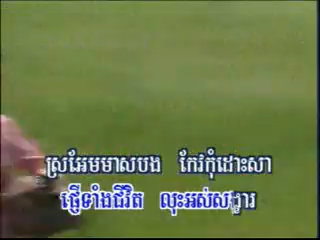 ស្រអែមមាសបង កែវកុំដោះសា
ផ្ញើទាំងជីវិត លុះអស់សង្ខារ